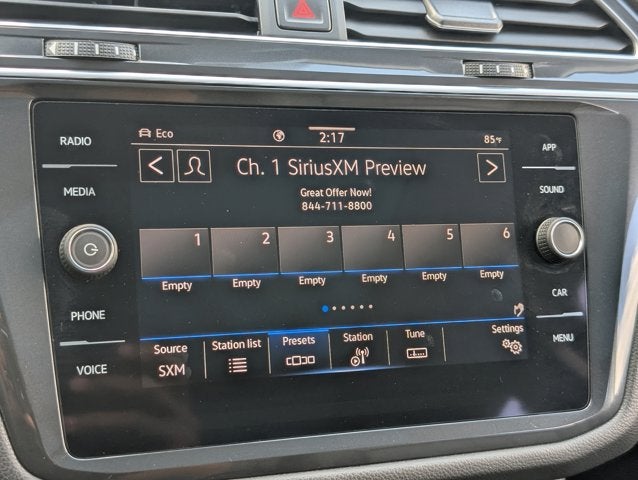 RADIO
MEDIA
PHONE
VOICE
Eco
2:17
85°F
< Ch. 1 SiriusXM Preview >
Great Offer Now!
844-711-8800
1 2 3 4 5 6
Empty Empty Empty Empty Empty Empty
Source Station list Presets Station Tune Settings
SXM
APP
SOUND
CAR
MENU